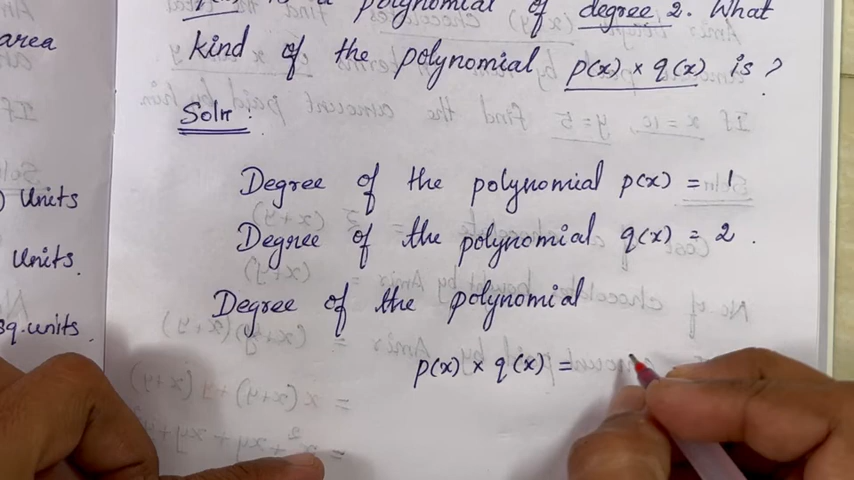 is a polynomial of degree 2. What
kind of the polynomial p(x) × q(x) is ?
Soln :
Degree of the polynomial p(x) = 1
Degree of the polynomial q(x) = 2 .
Degree of the polynomial
p(x) × q(x) =
area
Units
Units.
sq.units